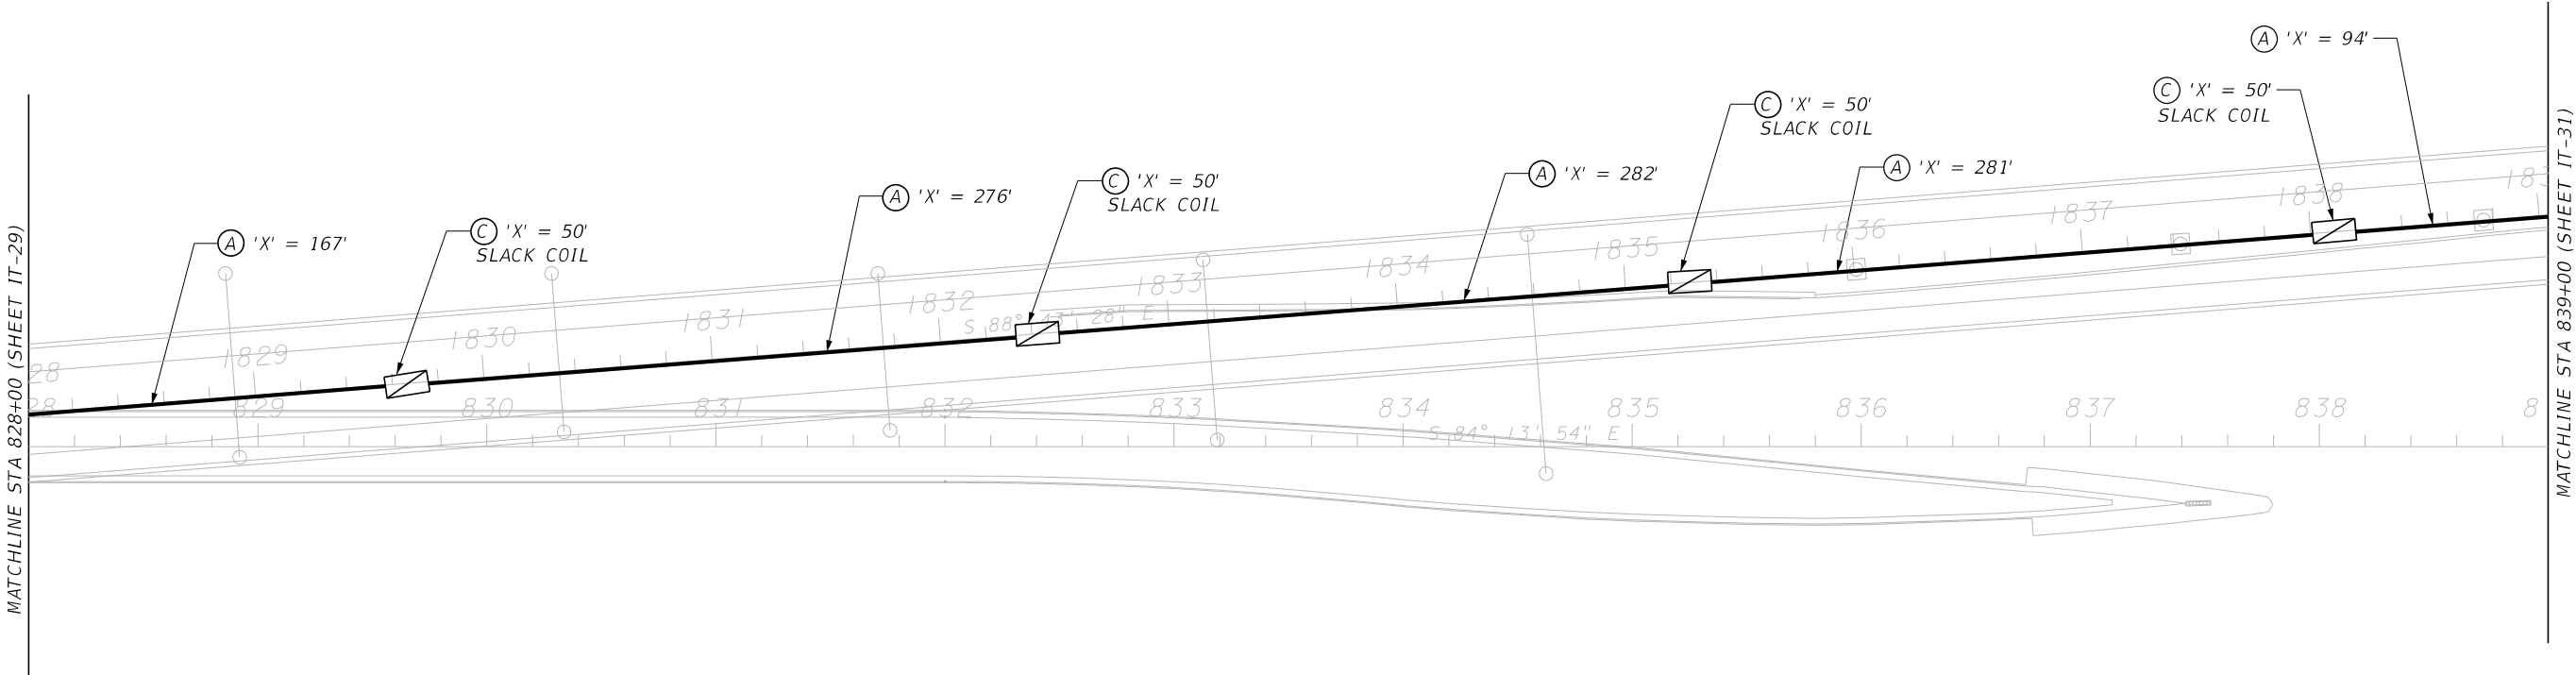 (A) 'X' = 94'
(C) 'X' = 50'
SLACK COIL
(C) 'X' = 50'
SLACK COIL
(A) 'X' = 281'
(A) 'X' = 282'
(C) 'X' = 50'
SLACK COIL
(A) 'X' = 276'
(C) 'X' = 50'
SLACK COIL
(A) 'X' = 167'
MATCHLINE STA 828+00 (SHEET IT-29)
MATCHLINE STA 839+00 (SHEET IT-31)
28 1829 1830 1831 1832 1833 1834 1835 1836 1837 1838 183
28 829 830 831 832 833 834 835 836 837 838 8
S 84° 13' 54" E